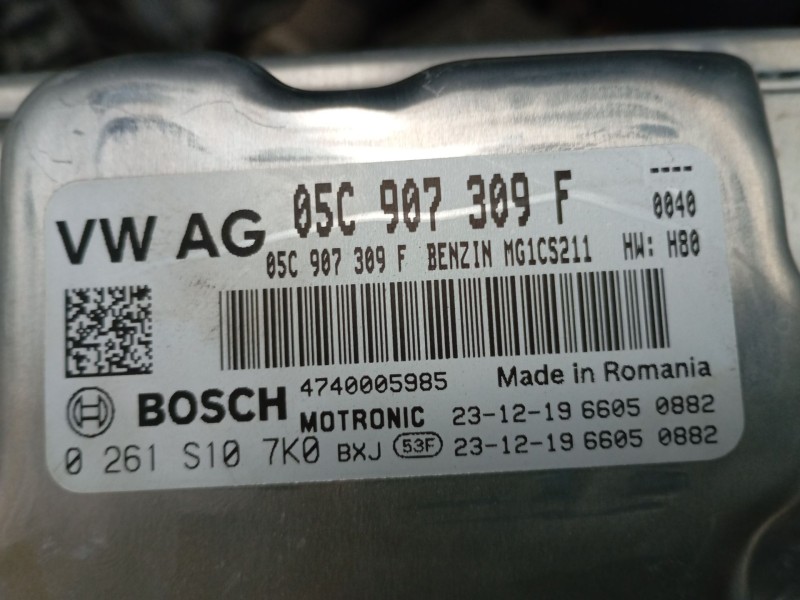 VW AG 05C 907 309 F ----
0040
05C 907 309 F BENZIN MG1CS211 HW: H80
4740005985 Made in Romania
BOSCH MOTRONIC 23-12-19 6605 0882
0 261 S10 7K0 BXJ 53F 23-12-19 6605 0882